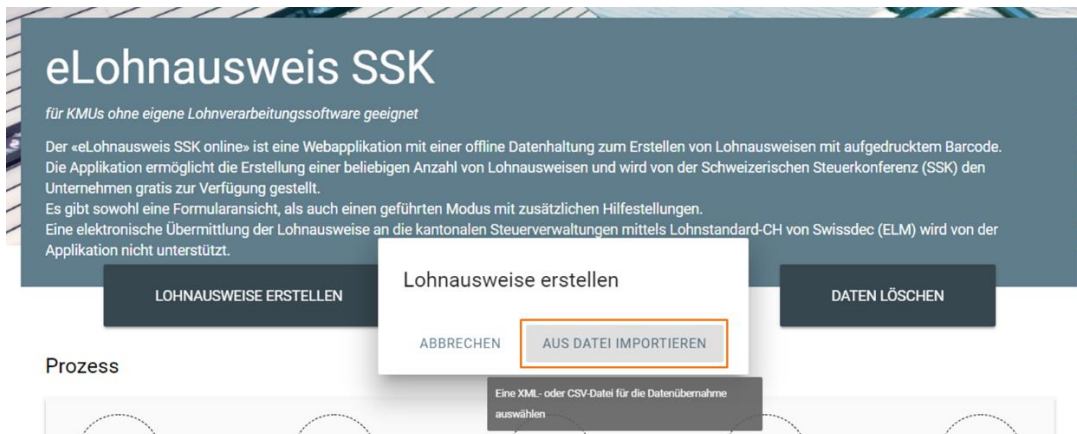 eLohnausweis SSK
für KMUs ohne eigene Lohnverarbeitungssoftware geeignet
Der «eLohnausweis SSK online» ist eine Webapplikation mit einer offline Datenhaltung zum Erstellen von Lohnausweisen mit aufgedrucktem Barcode.
Die Applikation ermöglicht die Erstellung einer beliebigen Anzahl von Lohnausweisen und wird von der Schweizerischen Steuerkonferenz (SSK) den
Unternehmen gratis zur Verfügung gestellt.
Es gibt sowohl eine Formularansicht, als auch einen geführten Modus mit zusätzlichen Hilfestellungen.
Eine elektronische Übermittlung der Lohnausweise an die kantonalen Steuerverwaltungen mittels Lohnstandard-CH von Swissdec (ELM) wird von der
Applikation nicht unterstützt.
LOHNAUSWEISE ERSTELLEN
Lohnausweise erstellen
ABBRECHEN AUS DATEI IMPORTIEREN
DATEN LÖSCHEN
Eine XML- oder CSV-Datei für die Datenübernahme
auswählen
Prozess